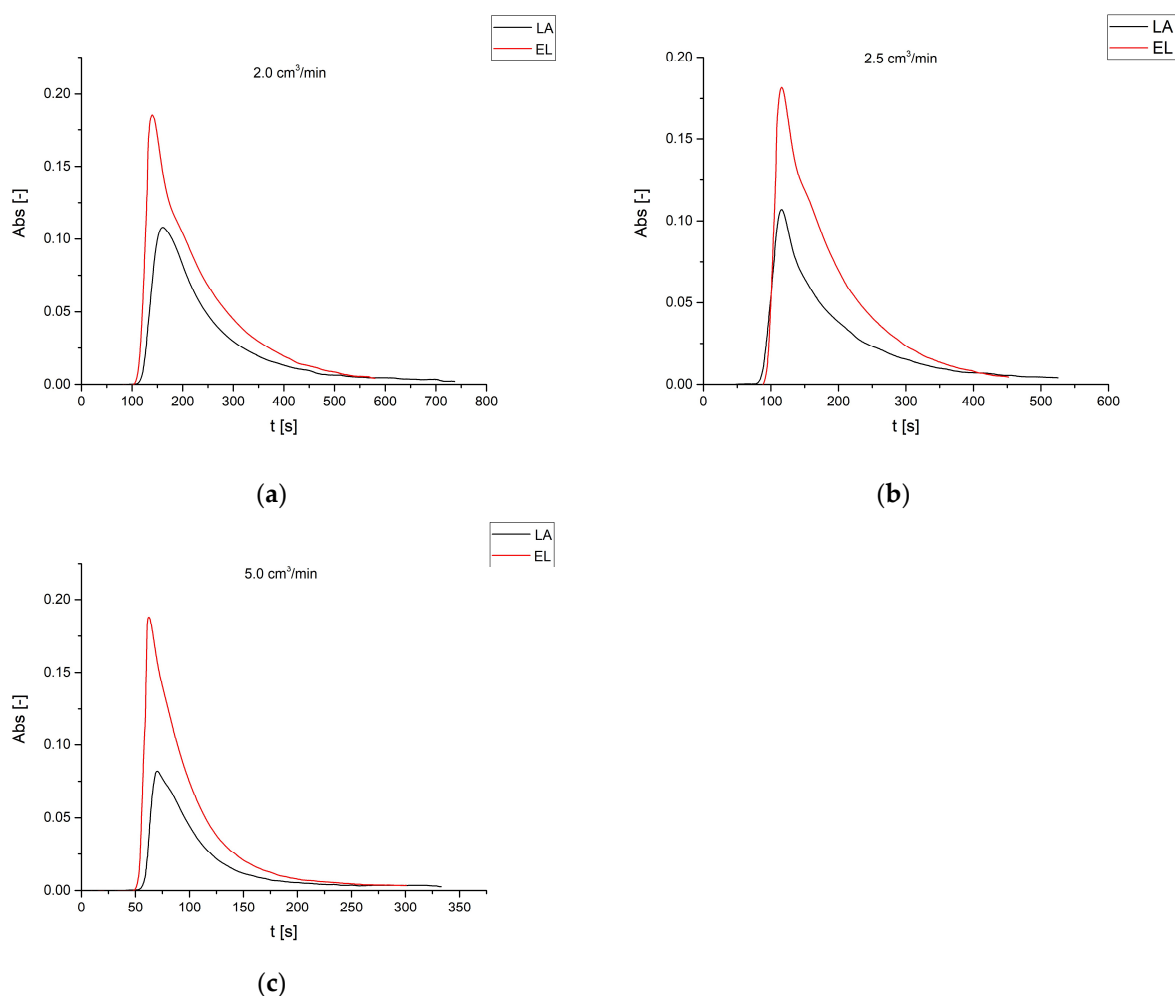 LA
EL
2.0 cm³/min
0.20
0.15
0.10
0.05
0.00
Abs [-]
0 100 200 300 400 500 600 700 800
t [s]
(a)
LA
EL
2.5 cm³/min
0.20
0.15
0.10
0.05
0.00
Abs [-]
0 100 200 300 400 500 600
t [s]
(b)
LA
EL
5.0 cm³/min
0.20
0.15
0.10
0.05
0.00
Abs [-]
0 50 100 150 200 250 300 350
t [s]
(c)